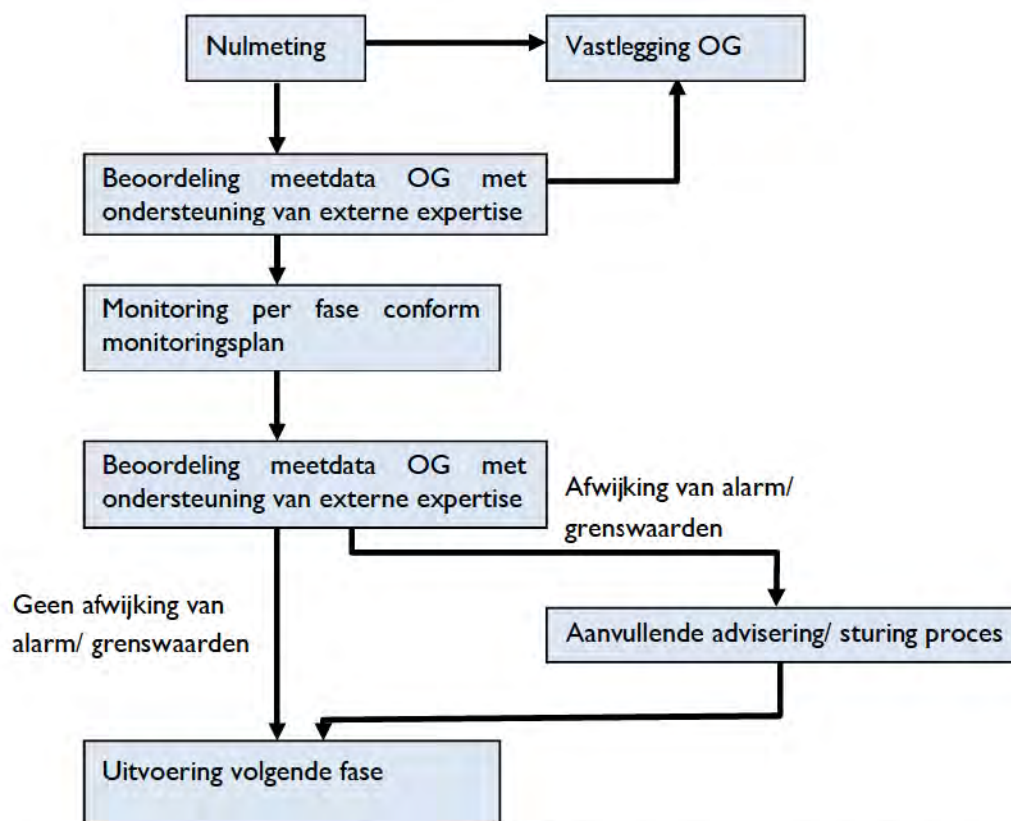 Nulmeting
Vastlegging OG
Beoordeling meetdata OG met
ondersteuning van externe expertise
Monitoring per fase conform
monitoringsplan
Beoordeling meetdata OG met
ondersteuning van externe expertise
Afwijking van alarm/
grenswaarden
Geen afwijking van
alarm/ grenswaarden
Aanvullende advisering/ sturing proces
Uitvoering volgende fase